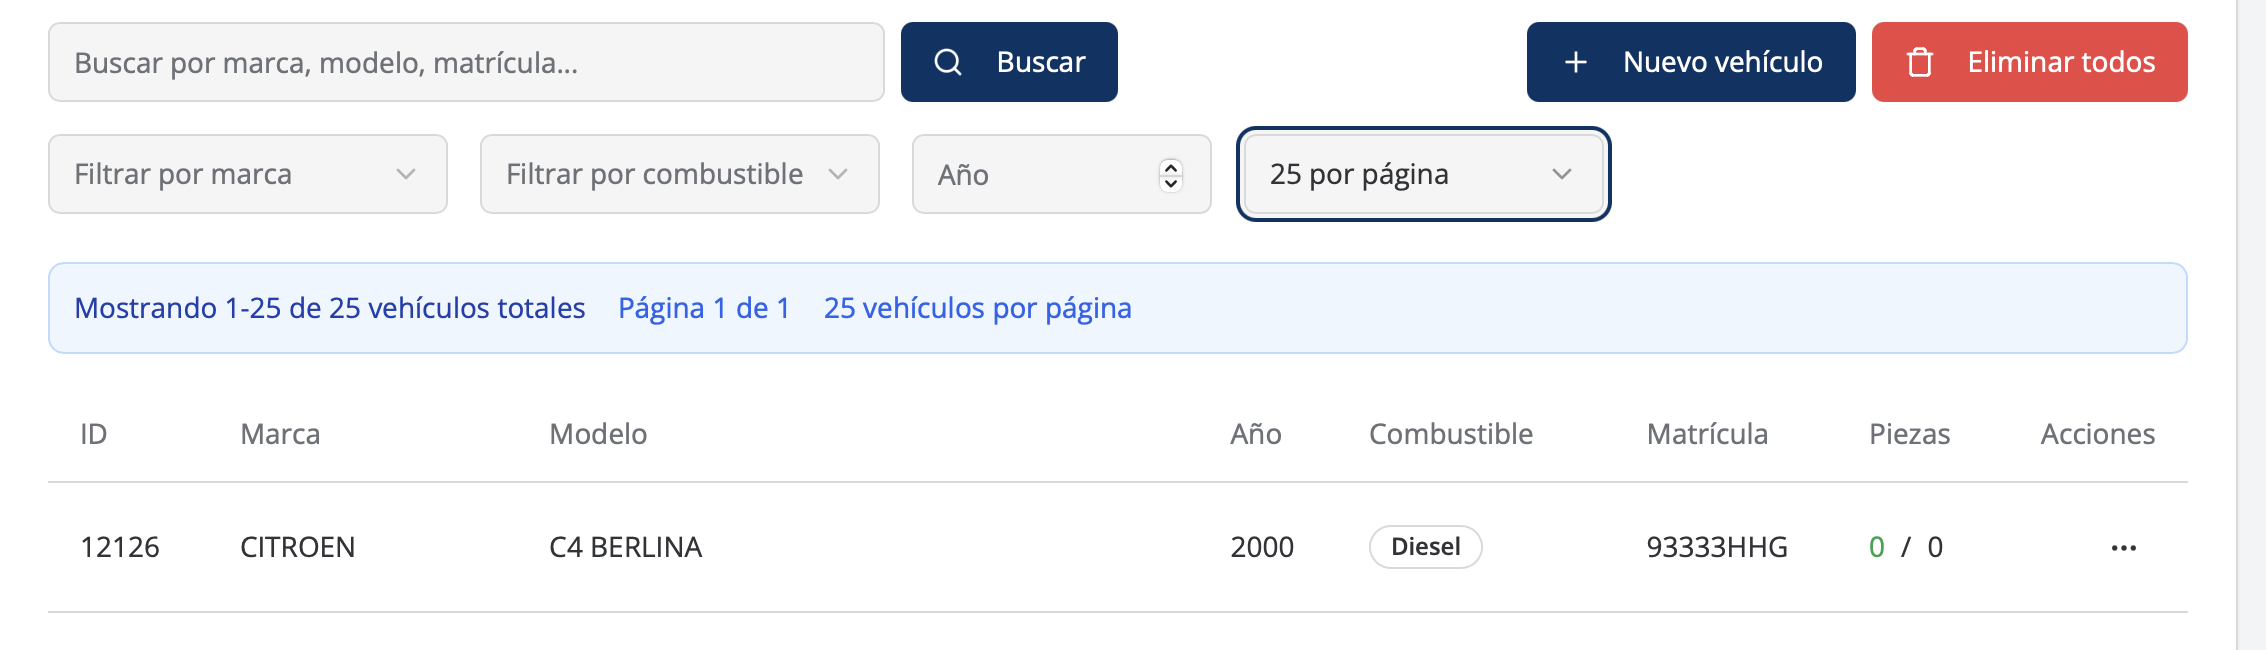 Buscar por marca, modelo, matrícula...
Buscar
Nuevo vehículo
Eliminar todos
Filtrar por marca
Filtrar por combustible
Año
25 por página
Mostrando 1-25 de 25 vehículos totales Página 1 de 1 25 vehículos por página
ID Marca Modelo Año Combustible Matrícula Piezas Acciones
12126 CITROEN C4 BERLINA 2000 Diesel 93333HHG 0 / 0 ...